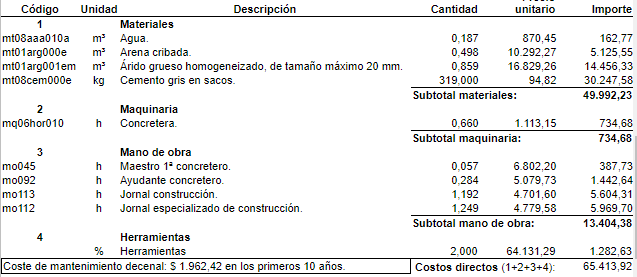 Código Unidad Descripción Cantidad unitario Importe
1 Materiales
mt08aaa010a m³ Agua. 0,187 870,45 162,77
mt01arg000e m³ Arena cribada. 0.498 10.292,27 5.125,55
mt01arg001em m³ Árido grueso homogeneizado, de tamaño máximo 20 mm. 0,859 16.829,26 14.456,33
mt08cem000e kg Cemento gris en sacos. 319,000 94,82 30.247,58
Subtotal materiales: 49.992,23
2 Maquinaria
mq06hor010 h Concretera. 0,660 1.113,15 734,68
Subtotal maquinaria: 734,68
3 Mano de obra
mo045 h Maestro 1ª concretero. 0,057 6.802,20 387,73
mo092 h Ayudante concretero. 0,284 5.079,73 1.442,64
mo113 h Jornal construcción. 1,192 4.701,60 5.604,31
mo112 h Jornal especializado de construcción. 1,249 4.779,58 5.969,70
Subtotal mano de obra: 13.404,38
4 Herramientas
% Herramientas 2,000 64.131,29 1.282,63
Coste de mantenimiento decenal: $ 1.962,42 en los primeros 10 años. Costos directos (1+2+3+4): 65.413,92